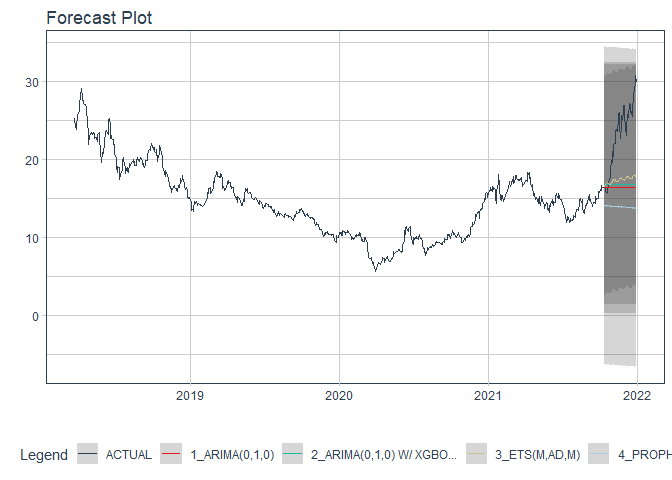 Forecast Plot
30
20
10
0
2019 2020 2021 2022
Legend ACTUAL 1_ARIMA(0,1,0) 2_ARIMA(0,1,0) W/ XGBO... 3_ETS(M,AD,M) 4_PROPH